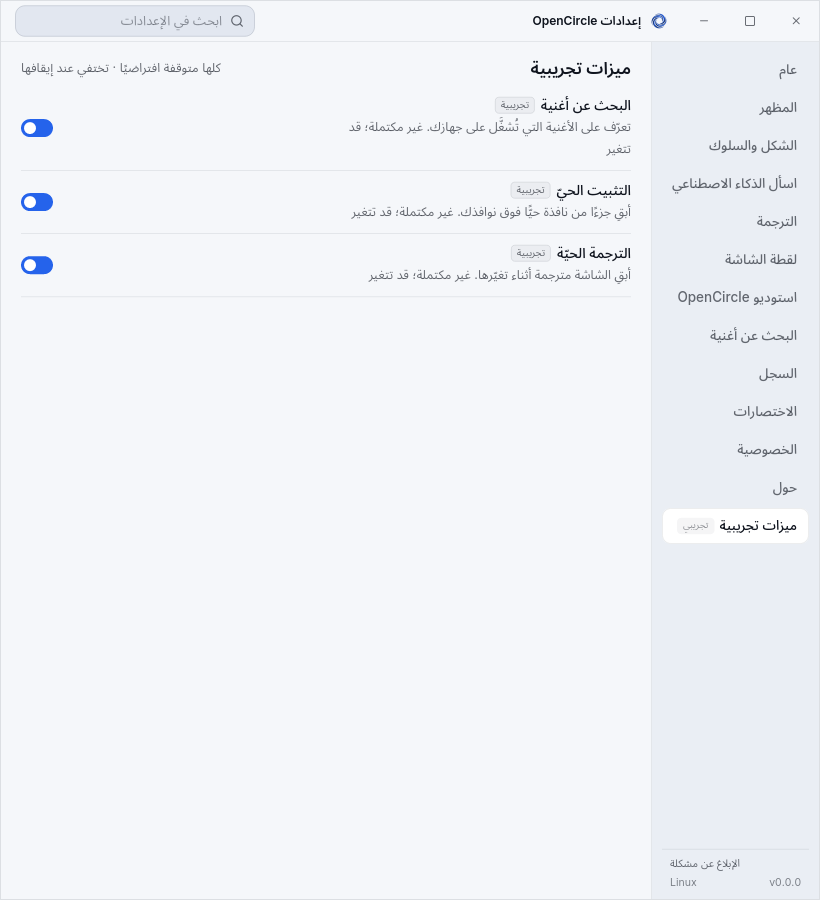 إعدادات OpenCircle
ابحث في الإعدادات
عام
المظهر
الشكل والسلوك
اسأل الذكاء الاصطناعي
الترجمة
لقطة الشاشة
استوديو OpenCircle
البحث عن أغنية
السجل
الاختصارات
الخصوصية
حول
ميزات تجريبية تجريبي
الإبلاغ عن مشكلة
v0.0.0 Linux
ميزات تجريبية
كلها متوقفة افتراضيًا · تختفي عند إيقافها
البحث عن أغنية تجريبية
تعرّف على الأغنية التي تُشغَّل على جهازك. غير مكتملة؛ قد
تتغير
التثبيت الحيّ تجريبية
أبقِ جزءًا من نافذة حيًّا فوق نوافذك. غير مكتملة؛ قد تتغير
الترجمة الحيّة تجريبية
أبقِ الشاشة مترجمة أثناء تغيّرها. غير مكتملة؛ قد تتغير